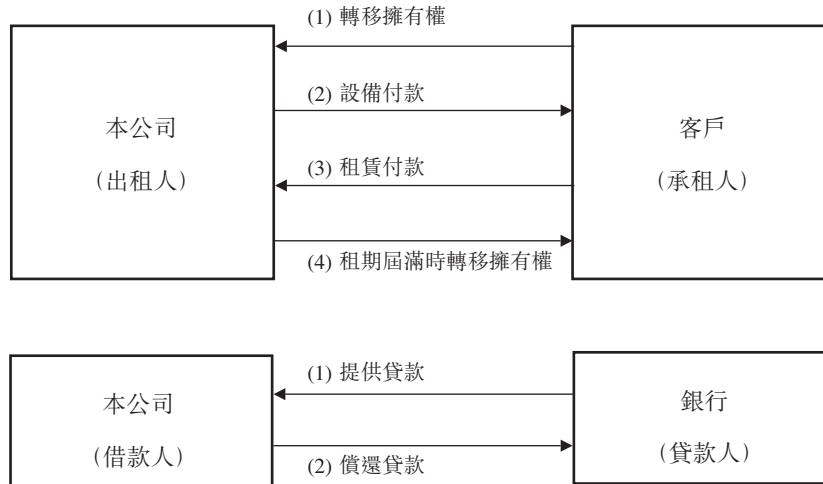 (1) 轉移擁有權
(2) 設備付款
本公司
(出租人)
客戶
(承租人)
(3) 租賃付款
(4) 租期屆滿時轉移擁有權
(1) 提供貸款
本公司
(借款人)
銀行
(貸款人)
(2) 償還貸款